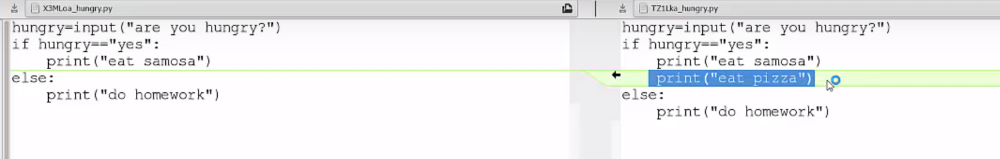 X3MLoa_hungry.py
hungry=input("are you hungry?")
if hungry=="yes":
    print("eat samosa")
else:
    print("do homework")
TZ1Lka_hungry.py
hungry=input("are you hungry?")
if hungry=="yes":
    print("eat samosa")
    print("eat pizza")
else:
    print("do homework")